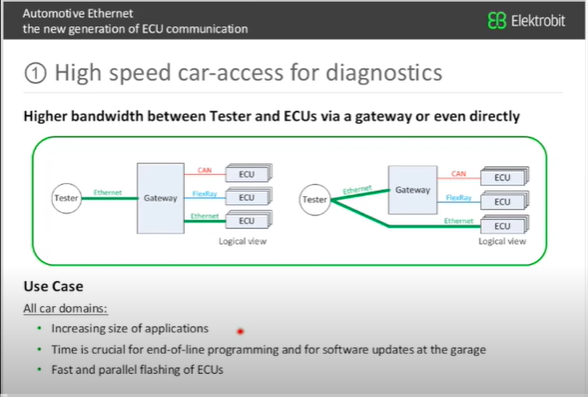 Automotive Ethernet
the new generation of ECU communication
EB Elektrobit
① High speed car-access for diagnostics
Higher bandwidth between Tester and ECUs via a gateway or even directly
Tester
Ethernet
Gateway
CAN
ECU
FlexRay
ECU
Ethernet
ECU
Logical view
Tester
Ethernet
Gateway
CAN
ECU
FlexRay
ECU
Ethernet
ECU
Logical view
Use Case
All car domains:
• Increasing size of applications
• Time is crucial for end-of-line programming and for software updates at the garage
• Fast and parallel flashing of ECUs